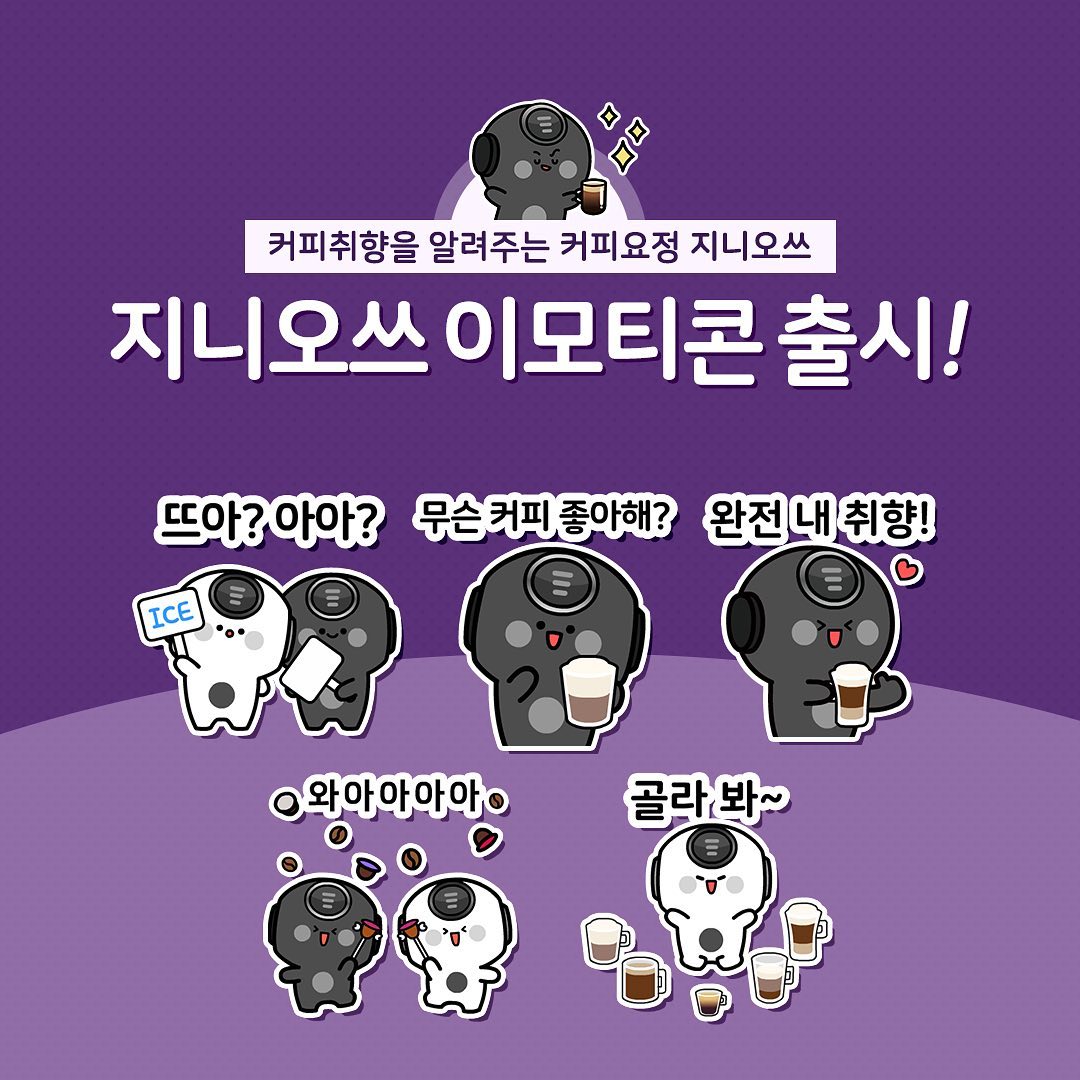 커피취향을 알려주는 커피요정 지니오쓰
지니오쓰 이모티콘 출시!
뜨아? 아아?
무슨 커피 좋아해?
완전 내 취향!
ICE
와아아아아
골라 봐~